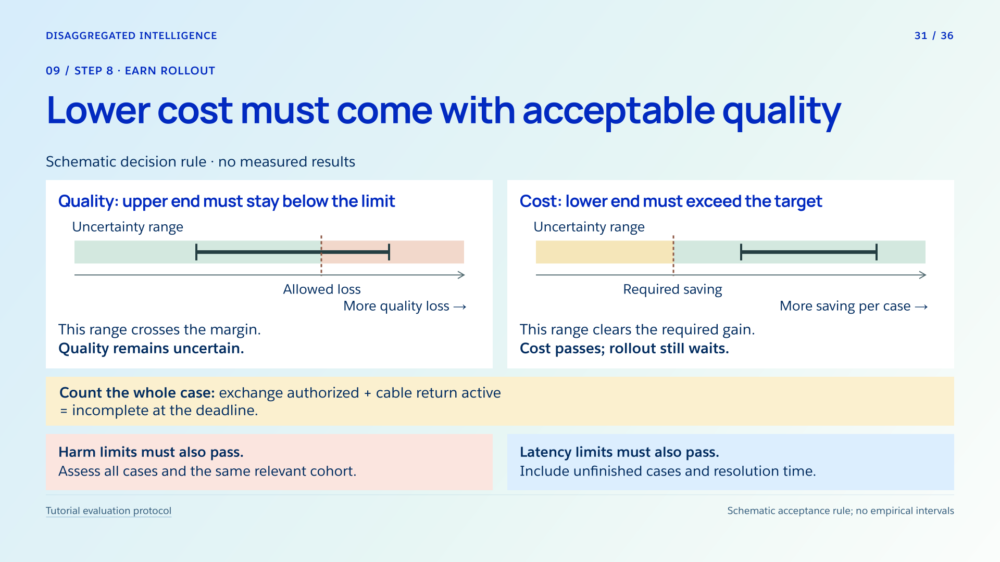 DISAGGREGATED INTELLIGENCE
31 / 36
09 / STEP 8 · EARN ROLLOUT
Lower cost must come with acceptable quality
Schematic decision rule · no measured results
Quality: upper end must stay below the limit
Uncertainty range
Allowed loss
More quality loss →
This range crosses the margin.
Quality remains uncertain.
Cost: lower end must exceed the target
Uncertainty range
Required saving
More saving per case →
This range clears the required gain.
Cost passes; rollout still waits.
Count the whole case: exchange authorized + cable return active
= incomplete at the deadline.
Harm limits must also pass.
Assess all cases and the same relevant cohort.
Latency limits must also pass.
Include unfinished cases and resolution time.
Tutorial evaluation protocol
Schematic acceptance rule; no empirical intervals